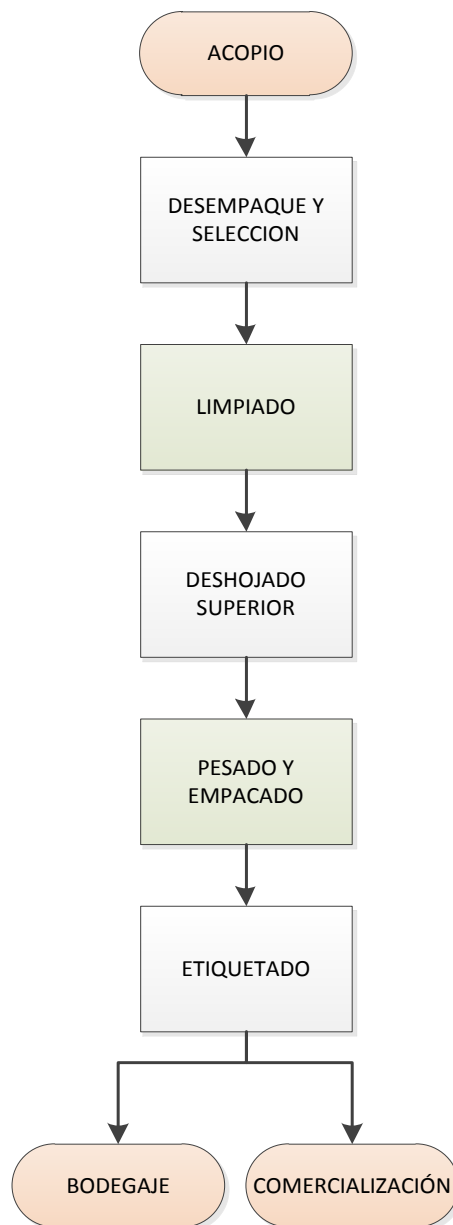 ACOPIO
DESEMPAQUE Y
SELECCION
LIMPIADO
DESHOJADO
SUPERIOR
PESADO Y
EMPACADO
ETIQUETADO
BODEGAJE
COMERCIALIZACIÓN